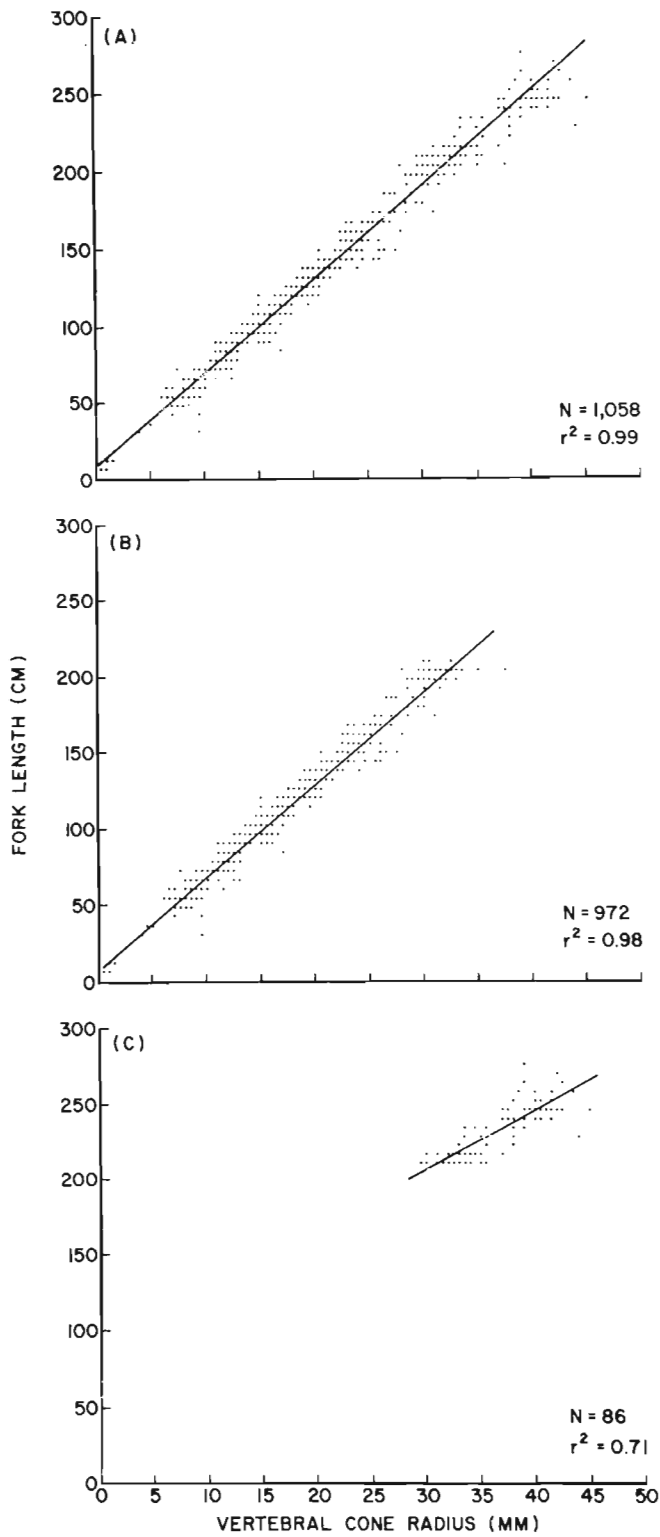 300
(A)
250
200
150
100
50
0
N = 1,058
r² = 0.99
300
(B)
250
200
150
100
50
0
N = 972
r² = 0.98
FORK LENGTH (CM)
300
(C)
250
200
150
100
50
0
N = 86
r² = 0.71
0 5 10 15 20 25 30 35 40 45 50
VERTEBRAL CONE RADIUS (MM)